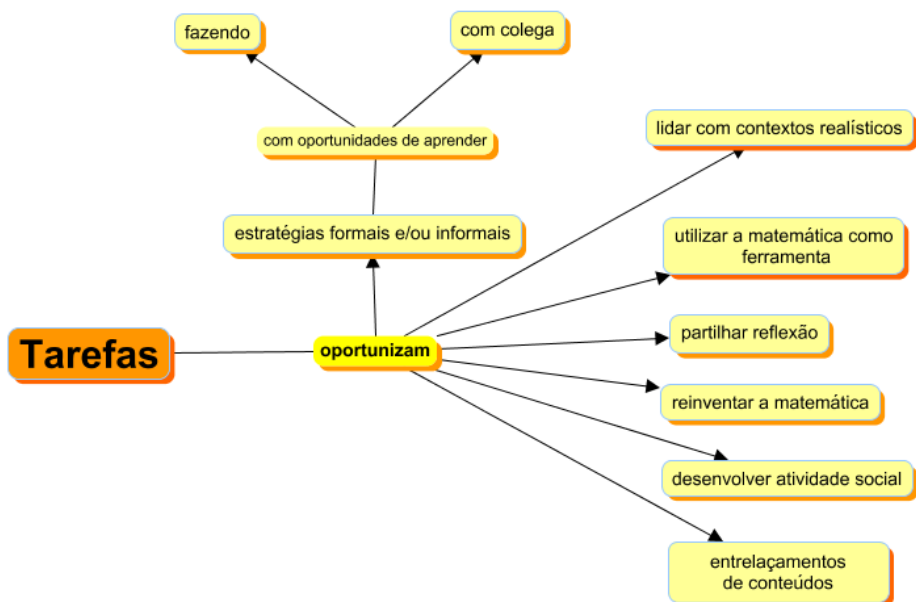 fazendo
com colega
com oportunidades de aprender
lidar com contextos realísticos
estratégias formais e/ou informais
utilizar a matemática como
ferramenta
partilhar reflexão
Tarefas
oportunizam
reinventar a matemática
desenvolver atividade social
entrelaçamentos
de conteúdos